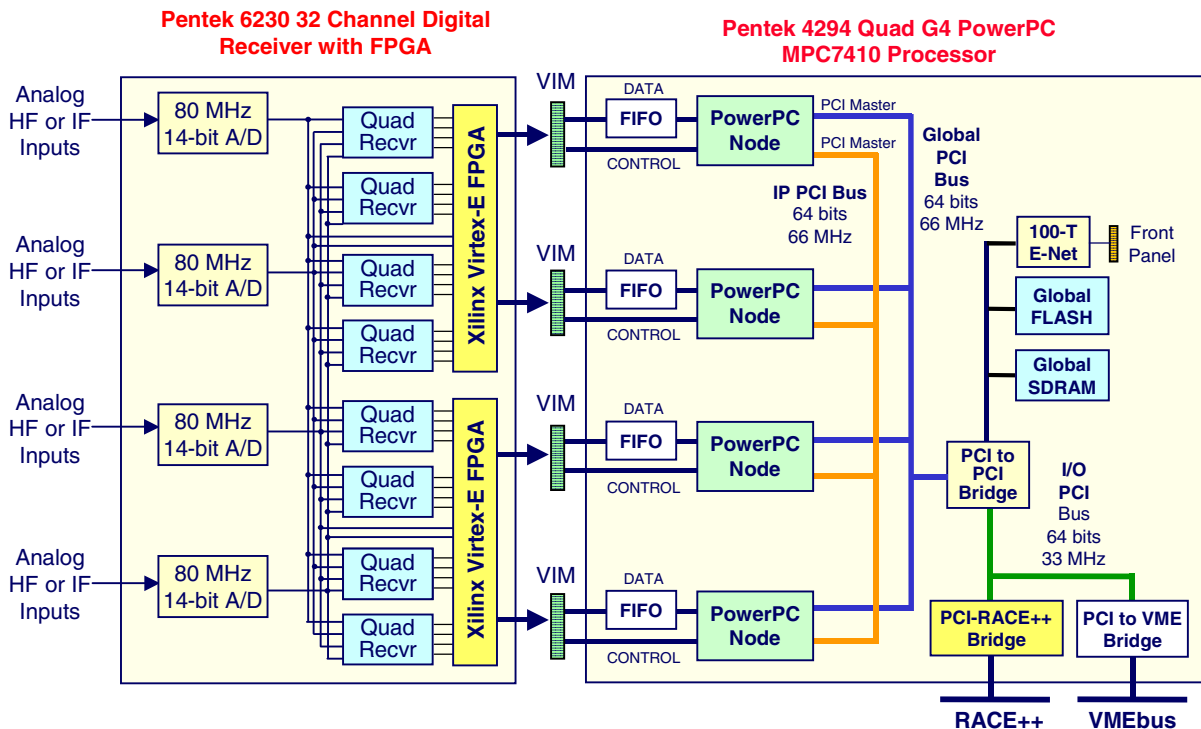 Pentek 6230 32 Channel Digital
Receiver with FPGA
Pentek 4294 Quad G4 PowerPC
MPC7410 Processor
Analog
HF or IF
Inputs
80 MHz
14-bit A/D
Quad
Recvr
Quad
Recvr
Xilinx Virtex-E FPGA
VIM
DATA
FIFO
CONTROL
PowerPC
Node
PCI Master
PCI Master
IP PCI Bus
64 bits
66 MHz
Global
PCI
Bus
64 bits
66 MHz
Analog
HF or IF
Inputs
80 MHz
14-bit A/D
Quad
Recvr
Quad
Recvr
VIM
DATA
FIFO
CONTROL
PowerPC
Node
100-T
E-Net
Front
Panel
Global
FLASH
Global
SDRAM
Analog
HF or IF
Inputs
80 MHz
14-bit A/D
Quad
Recvr
Quad
Recvr
Xilinx Virtex-E FPGA
VIM
DATA
FIFO
CONTROL
PowerPC
Node
PCI to
PCI
Bridge
I/O
PCI
Bus
64 bits
33 MHz
Analog
HF or IF
Inputs
80 MHz
14-bit A/D
Quad
Recvr
Quad
Recvr
VIM
DATA
FIFO
CONTROL
PowerPC
Node
PCI-RACE++
Bridge
PCI to VME
Bridge
RACE++
VMEbus